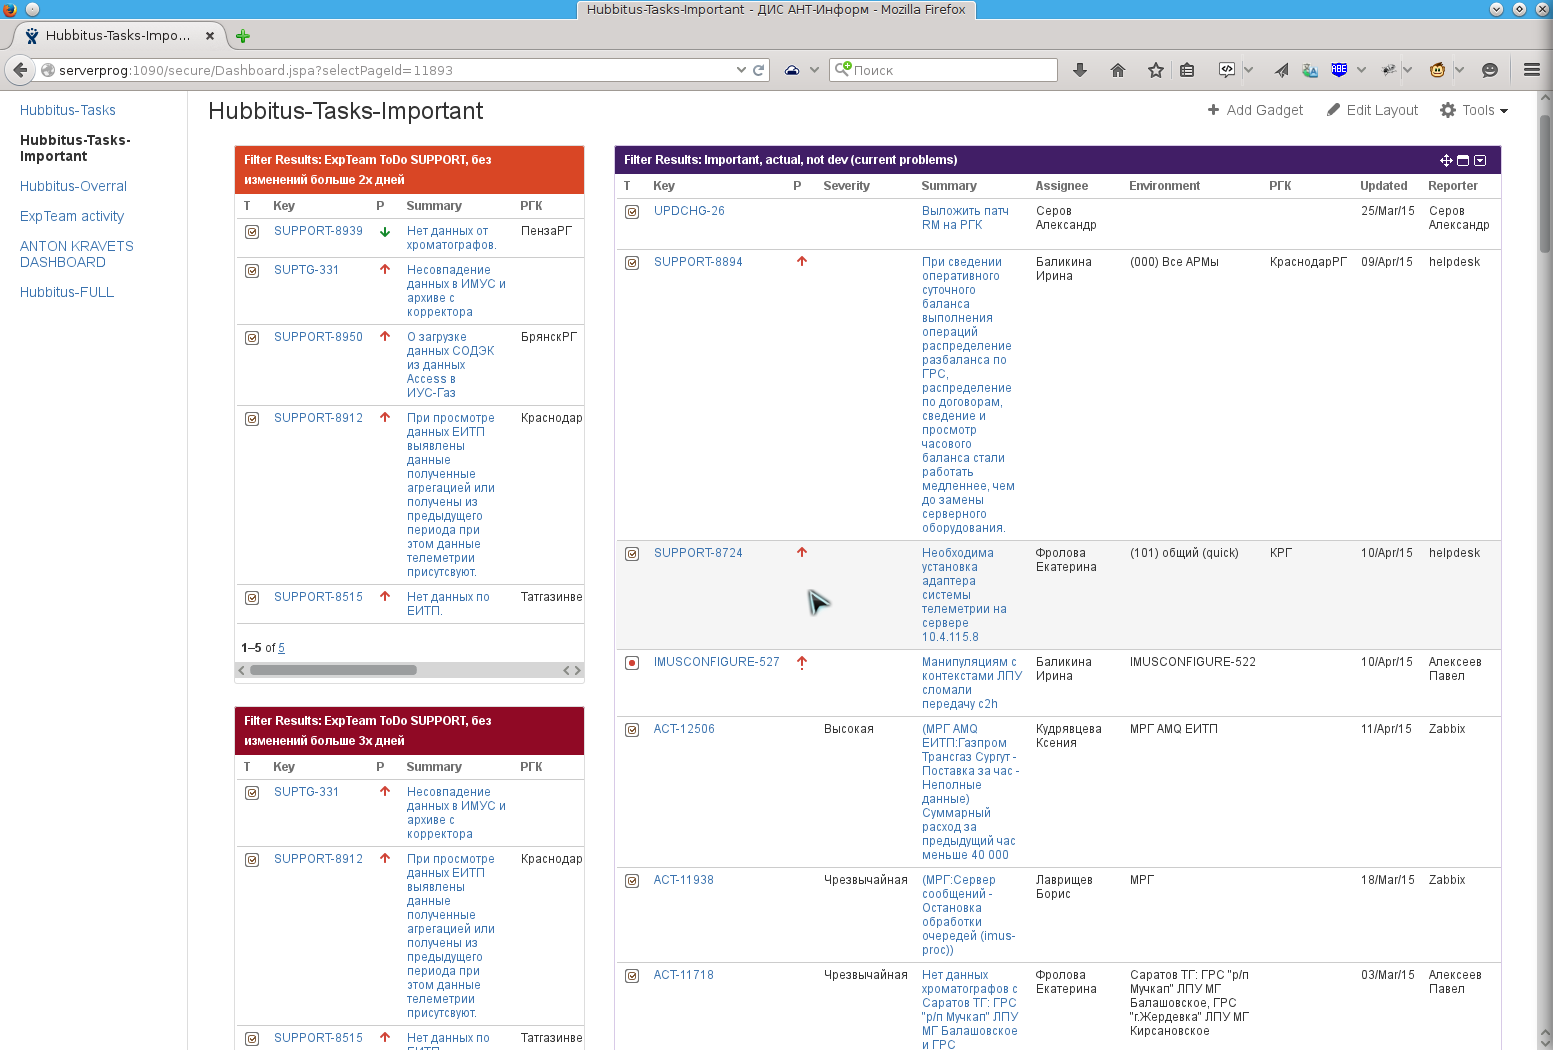 Hubbitus-Tasks-Important - ДИС АНТ-Информ - Mozilla Firefox
Hubbitus-Tasks-Impo...
serverprog:1090/secure/Dashboard.jspa?selectPageId=11893
Поиск
ABE
Hubbitus-Tasks
Hubbitus-Tasks-
Important
Hubbitus-Overral
ExpTeam activity
ANTON KRAVETS
DASHBOARD
Hubbitus-FULL
Hubbitus-Tasks-Important
Add Gadget
Edit Layout
Tools
Filter Results: ExpTeam ToDo SUPPORT, без
изменений больше 2х дней
T Key P Summary РГК
SUPPORT-8939 Нет данных от ПензаРГ
хроматографов.
SUPTG-331 Несовпадение
данных в ИМУС и
архиве с
корректора
SUPPORT-8950 О загрузке БрянскРГ
данных СОДЭК
из данных
Access в
ИУС-Газ
SUPPORT-8912 При просмотре Краснодар
данных ЕИТП
выявлены
данные
полученные
агрегацией или
получены из
предыдущего
периода при
этом данные
телеметрии
присутсвуют.
SUPPORT-8515 Нет данных по Татгазинве
ЕИТП.
1–5 of 5
Filter Results: ExpTeam ToDo SUPPORT, без
изменений больше 3х дней
T Key P Summary РГК
SUPTG-331 Несовпадение
данных в ИМУС и
архиве с
корректора
SUPPORT-8912 При просмотре Краснодар
данных ЕИТП
выявлены
данные
полученные
агрегацией или
получены из
предыдущего
периода при
этом данные
телеметрии
присутсвуют.
SUPPORT-8515 Нет данных по Татгазинве
ЕИТП.
Filter Results: Important, actual, not dev (current problems)
T Key P Severity Summary Assignee Environment РГК Updated Reporter
UPDCHG-26 Выложить патч Серов 25/Mar/15 Серов
RM на РГК Александр Александр
SUPPORT-8894 При сведении Баликина (000) Все АРМы КраснодарРГ 09/Apr/15 helpdesk
оперативного Ирина
суточного
баланса
выполнения
операций
распределение
разбаланса по
ГРС,
распределение
по договорам,
сведение и
просмотр
часового
баланса стали
работать
медленнее, чем
до замены
серверного
оборудования.
SUPPORT-8724 Необходима Фролова (101) общий (quick) КРГ 10/Apr/15 helpdesk
установка Екатерина
адаптера
системы
телеметрии на
сервере
10.4.115.8
IMUSCONFIGURE-527 Манипуляциям с Баликина IMUSCONFIGURE-522 10/Apr/15 Алексеев
контекстами ЛПУ Ирина Павел
сломали
передачу c2h
ACT-12506 Высокая (МРГ AMQ Кудрявцева МРГ AMQ ЕИТП 11/Apr/15 Zabbix
ЕИТП:Газпром Ксения
Трансгаз Сургут -
Поставка за час -
Неполные
данные)
Суммарный
расход за
предыдущий час
меньше 40 000
ACT-11938 Чрезвычайная (МРГ:Сервер Лаврищев МРГ 18/Mar/15 Zabbix
сообщений - Борис
Остановка
обработки
очередей (imus-
proc))
ACT-11718 Чрезвычайная Нет данных Фролова Саратов ТГ: ГРС "р/п 03/Mar/15 Алексеев
хроматографов с Екатерина Мучкап" ЛПУ МГ Павел
Саратов ТГ: ГРС Балашовское, ГРС
"р/п Мучкап" ЛПУ "г.Жердевка" ЛПУ МГ
МГ Балашовское Кирсановское
и ГРС